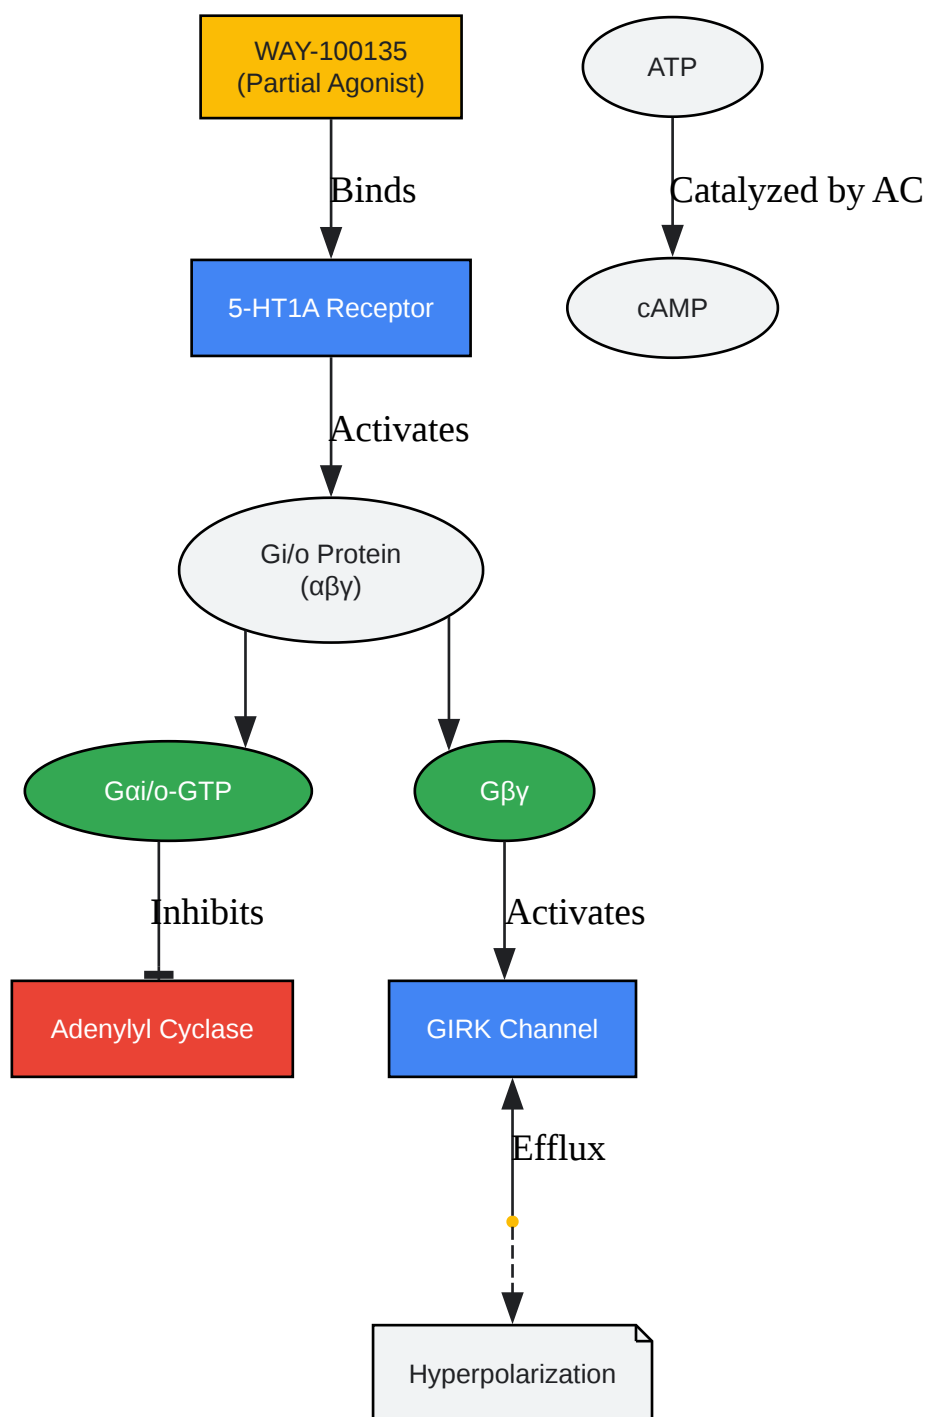 WAY-100135
(Partial Agonist)
ATP
Binds
Catalyzed by AC
5-HT1A Receptor
cAMP
Activates
Gi/o Protein
(αβγ)
Gαi/o-GTP
Gβγ
Inhibits
Activates
Adenylyl Cyclase
GIRK Channel
Efflux
Hyperpolarization